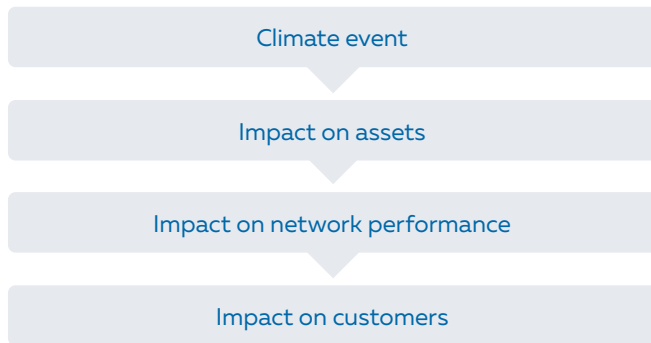 Climate event
Impact on assets
Impact on network performance
Impact on customers